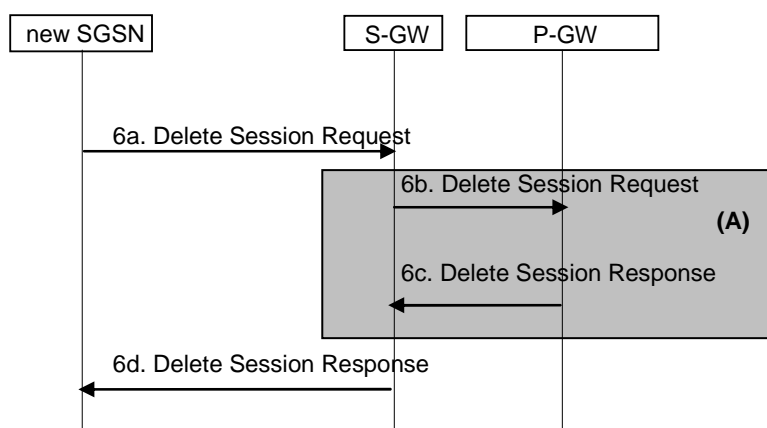 new SGSN
S-GW
P-GW
6a. Delete Session Request
6b. Delete Session Request
(A)
6c. Delete Session Response
6d. Delete Session Response